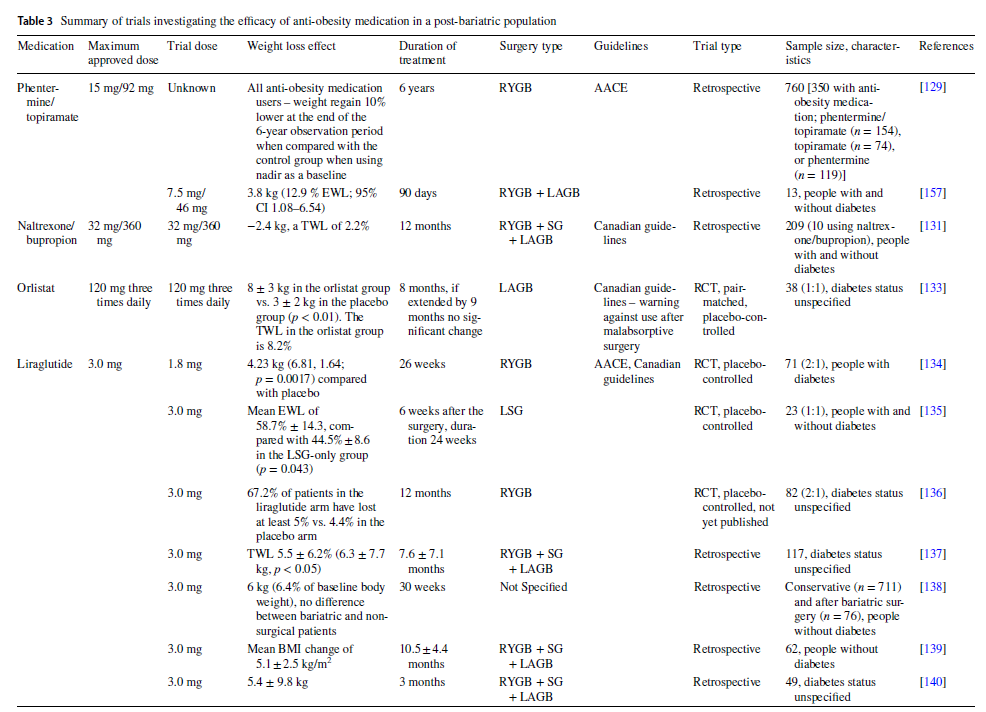 Table 3 Summary of trials investigating the efficacy of anti-obesity medication in a post-bariatric population
Medication Maximum approved dose Trial dose Weight loss effect Duration of treatment Surgery type Guidelines Trial type Sample size, character-istics References
Phenter-
mine/
topiramate
15 mg/92 mg
Unknown
All anti-obesity medication
users – weight regain 10%
lower at the end of the
6-year observation period
when compared with the
control group when using
nadir as a baseline
6 years
RYGB
AACE
Retrospective
760 [350 with anti-
obesity medica-
tion; phentermine/
topiramate (n = 154),
topiramate (n = 74),
or phentermine
(n = 119)]
[129]
7.5 mg/
46 mg
3.8 kg (12.9 % EWL; 95%
CI 1.08–6.54)
90 days
RYGB + LAGB
Retrospective
13, people with and
without diabetes
[157]
Naltrexone/
bupropion
32 mg/360
mg
32 mg/360
mg
−2.4 kg, a TWL of 2.2%
12 months
RYGB + SG
+ LAGB
Canadian guide-
lines
Retrospective
209 (10 using naltrex-
one/bupropion), people
with and without
diabetes
[131]
Orlistat
120 mg three
times daily
120 mg three
times daily
8 ± 3 kg in the orlistat group
vs. 3 ± 2 kg in the placebo
group (p < 0.01). The
TWL in the orlistat group
is 8.2%
8 months, if
extended by 9
months no sig-
nificant change
LAGB
Canadian guide-
lines – warning
against use after
malabsorptive
surgery
RCT, pair-
matched,
placebo-con-
trolled
38 (1:1), diabetes status
unspecified
[133]
Liraglutide
3.0 mg
1.8 mg
4.23 kg (6.81, 1.64;
p = 0.0017) compared
with placebo
26 weeks
RYGB
AACE, Canadian
guidelines
RCT, placebo-
controlled
71 (2:1), people with
diabetes
[134]
3.0 mg
Mean EWL of
58.7% ± 14.3, com-
pared with 44.5% ± 8.6
in the LSG-only group
(p = 0.043)
6 weeks after the
surgery, dura-
tion 24 weeks
LSG
RCT, placebo-
controlled
23 (1:1), people with and
without diabetes
[135]
3.0 mg
67.2% of patients in the
liraglutide arm have lost
at least 5% vs. 4.4% in the
placebo arm
12 months
RYGB
RCT, placebo-
controlled, not
yet published
82 (2:1), diabetes status
unspecified
[136]
3.0 mg
TWL 5.5 ± 6.2% (6.3 ± 7.7
kg, p < 0.05)
7.6 ± 7.1
months
RYGB + SG
+ LAGB
Retrospective
117, diabetes status
unspecified
[137]
3.0 mg
6 kg (6.4% of baseline body
weight), no difference
between bariatric and non-
surgical patients
30 weeks
Not Specified
Retrospective
Conservative (n = 711)
and after bariatric sur-
gery (n = 76), people
without diabetes
[138]
3.0 mg
Mean BMI change of
5.1 ± 2.5 kg/m²
10.5 ± 4.4
months
RYGB + SG
+ LAGB
Retrospective
62, people without
diabetes
[139]
3.0 mg
5.4 ± 9.8 kg
3 months
RYGB + SG
+ LAGB
Retrospective
49, diabetes status
unspecified
[140]